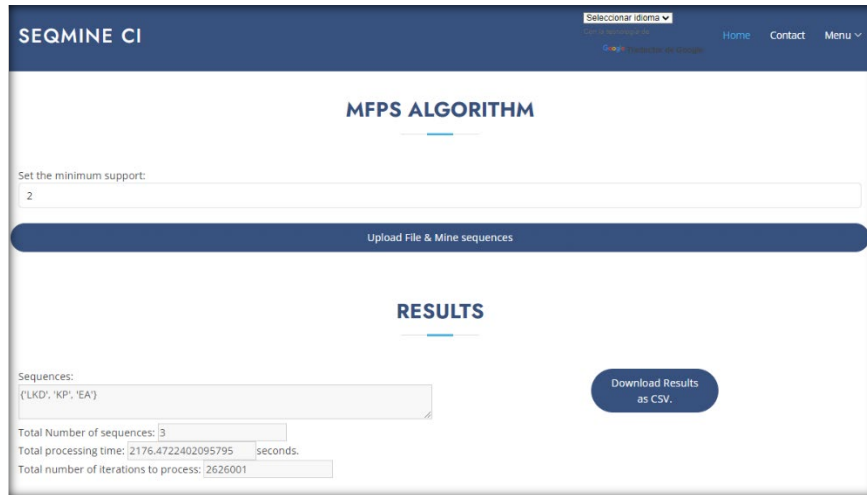 SEQMINE CI
Seleccionar idioma
Home Contact Menu
MFPS ALGORITHM
Set the minimum support:
2
Upload File & Mine sequences
RESULTS
Sequences:
{'LKD', 'KP', 'EA'}
Download Results
as CSV.
Total Number of sequences: 3
Total processing time: 2176.4722402095795 seconds.
Total number of iterations to process: 2626001